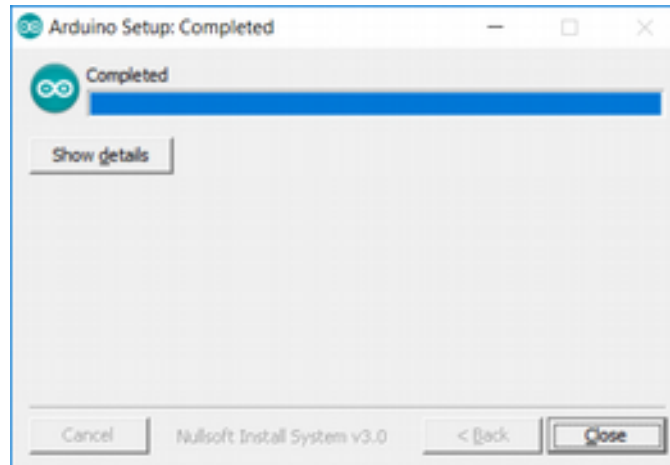 Arduino Setup: Completed
Completed
Show details
Cancel
Nullsoft Install System v3.0
< Back
Close